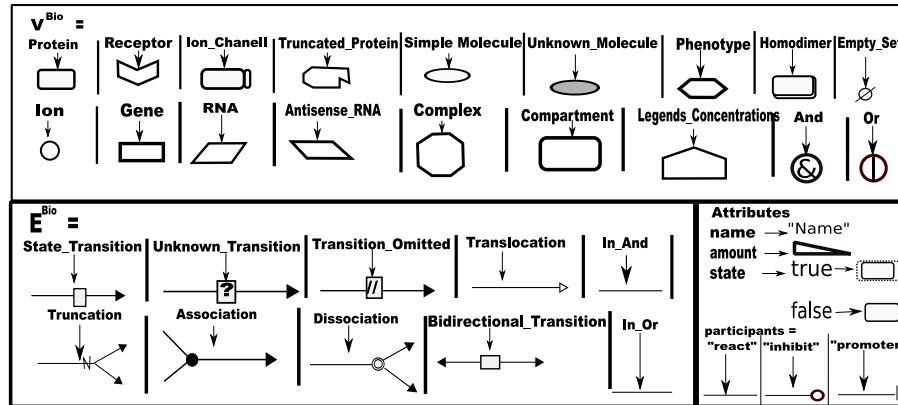 V Bio =
Protein Receptor Ion_Chanell Truncated_Protein Simple Molecule Unknown_Molecule Phenotype Homodimer Empty_Set
Ion Gene RNA Antisense_RNA Complex Compartment Legends_Concentrations And Or
&
E Bio =
State_Transition Unknown_Transition Transition_Omitted Translocation In_And
? //
Truncation Association Dissociation Bidirectional_Transition In_Or
N
Attributes
name "Name"
amount
state true
false
participants =
"react" "inhibit" "promoter"